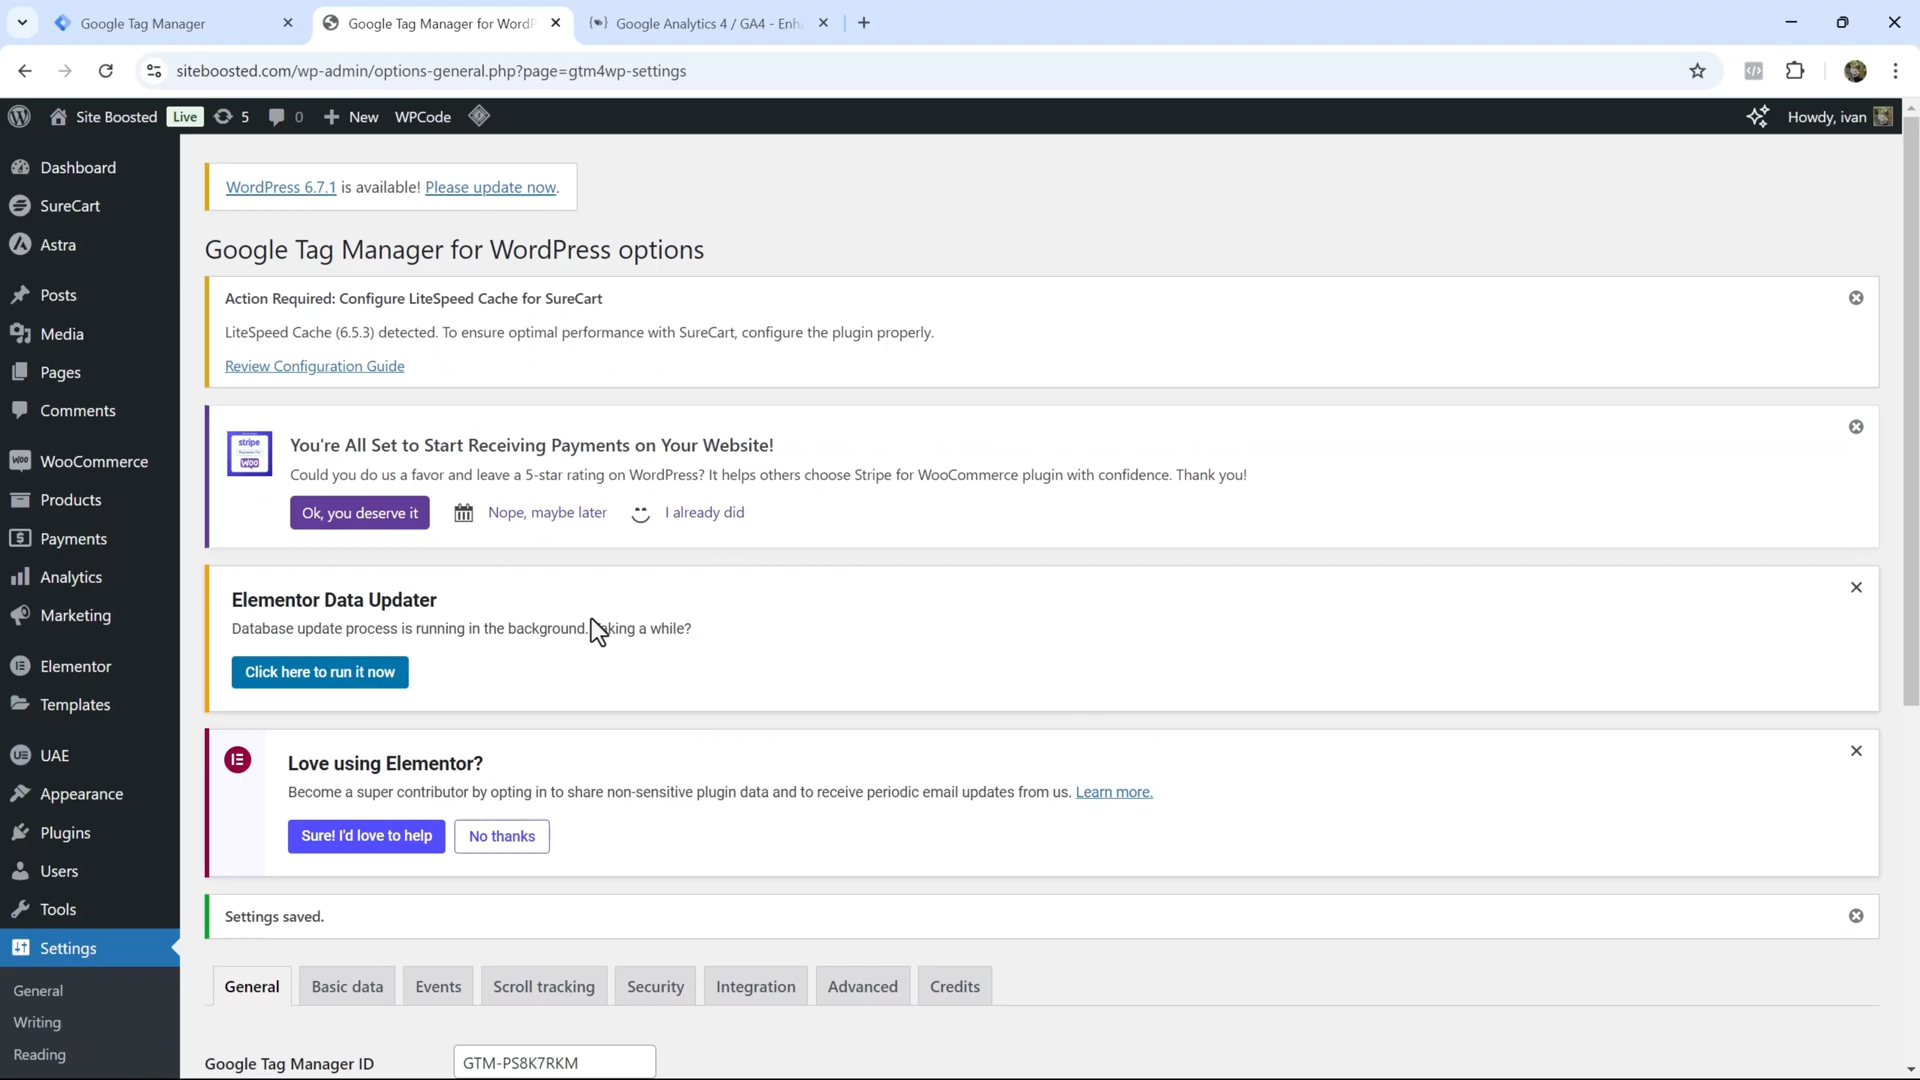 Google Tag Manager
Google Tag Manager for WordP
Google Analytics 4 / GA4 - Enh
siteboosted.com/wp-admin/options-general.php?page=gtm4wp-settings
Site Boosted
Live
5
0
New
WPCode
Howdy, ivan
Dashboard
SureCart
Astra
Posts
Media
Pages
Comments
WooCommerce
Products
Payments
Analytics
Marketing
Elementor
Templates
UAE
Appearance
Plugins
Users
Tools
Settings
General
Writing
Reading
WordPress 6.7.1 is available! Please update now.
Google Tag Manager for WordPress options
Action Required: Configure LiteSpeed Cache for SureCart
LiteSpeed Cache (6.5.3) detected. To ensure optimal performance with SureCart, configure the plugin properly.
Review Configuration Guide
stripe
Woo
You're All Set to Start Receiving Payments on Your Website!
Could you do us a favor and leave a 5-star rating on WordPress? It helps others choose Stripe for WooCommerce plugin with confidence. Thank you!
Ok, you deserve it
Nope, maybe later
I already did
Elementor Data Updater
Database update process is running in the background. aking a while?
Click here to run it now
Love using Elementor?
Become a super contributor by opting in to share non-sensitive plugin data and to receive periodic email updates from us. Learn more.
Sure! I'd love to help
No thanks
Settings saved.
General
Basic data
Events
Scroll tracking
Security
Integration
Advanced
Credits
Google Tag Manager ID
GTM-PS8K7RKM